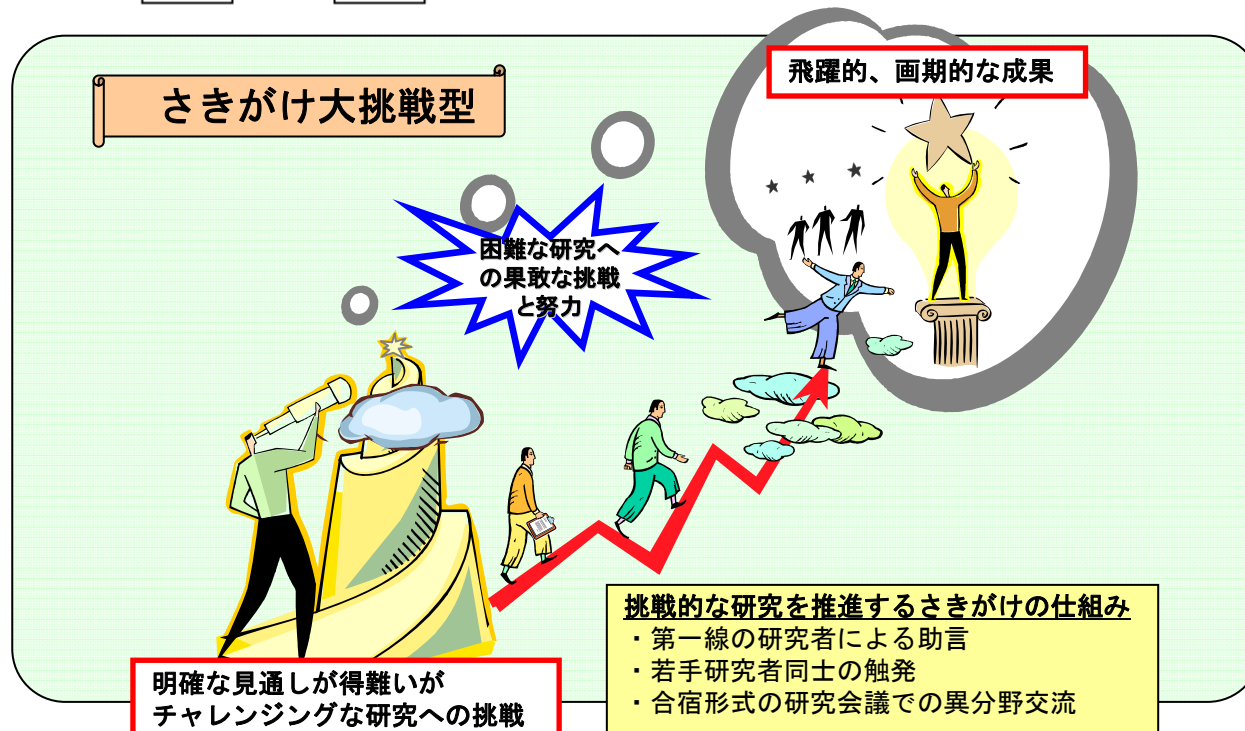 さきがけ大挑戦型
飛躍的、画期的な成果
困難な研究へ
の果敢な挑戦
と努力
明確な見通しが得難いが
チャレンジングな研究への挑戦
挑戦的な研究を推進するさきがけの仕組み
・第一線の研究者による助言
・若手研究者同士の触発
・合宿形式の研究会議での異分野交流